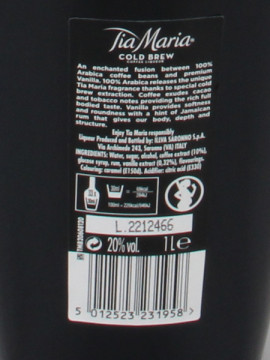 Tia Maria
COLD BREW
COFFEE LIQUEUR
An enchanted fusion between 100%
Arabica coffee beans and premium
Vanilla. 100% Arabica releases the unique
Tia Maria fragrance thanks to special cold
brew extraction. Coffee exudes cacao
and tobacco notes providing the rich full
bodied taste. Vanilla provides softness
and roundness with a hint of Jamaican
rum that gives our body, depth and
structure.
Enjoy Tia Maria responsibly
Liqueur Produced and Bottled by: ILLVA SARONNO S.p.A.
Via Archimede 243, Saronno (VA) ITALY
INGREDIENTS: Water, sugar, alcohol, coffee extract (10%),
glucose syrup, rum, vanilla extract (0,32%), flavourings.
Colouring: caramel (E150d). Acidifier: citric acid (E330)
L.2212466
20%vol. 1L e
5 012523 231958 >